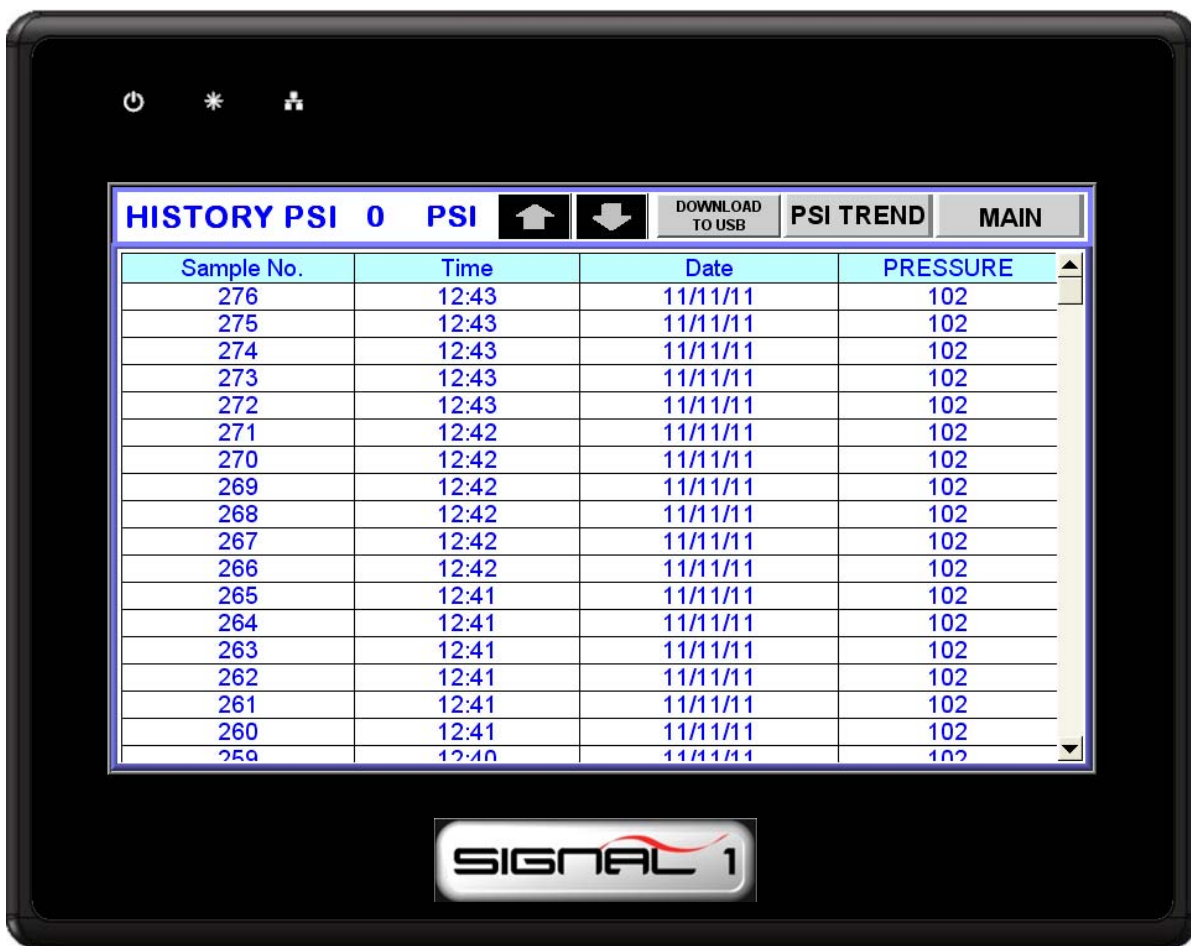 HISTORY PSI 0 PSI DOWNLOAD TO USB PSI TREND MAIN
Sample No. Time Date PRESSURE
276 12:43 11/11/11 102
275 12:43 11/11/11 102
274 12:43 11/11/11 102
273 12:43 11/11/11 102
272 12:43 11/11/11 102
271 12:42 11/11/11 102
270 12:42 11/11/11 102
269 12:42 11/11/11 102
268 12:42 11/11/11 102
267 12:42 11/11/11 102
266 12:42 11/11/11 102
265 12:41 11/11/11 102
264 12:41 11/11/11 102
263 12:41 11/11/11 102
262 12:41 11/11/11 102
261 12:41 11/11/11 102
260 12:41 11/11/11 102
259 12:40 11/11/11 102
SIGNAL 1